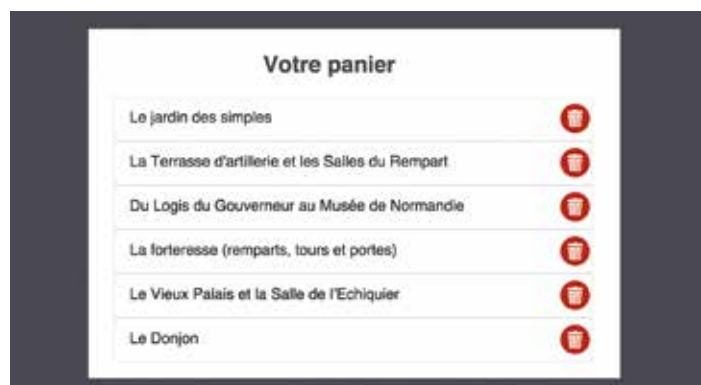 Votre panier
Le jardin des simples
La Terrasse d'artillerie et les Salles du Rempart
Du Logis du Gouverneur au Musée de Normandie
La forteresse (remparts, tours et portes)
Le Vieux Palais et la Salle de l'Echiquier
Le Donjon